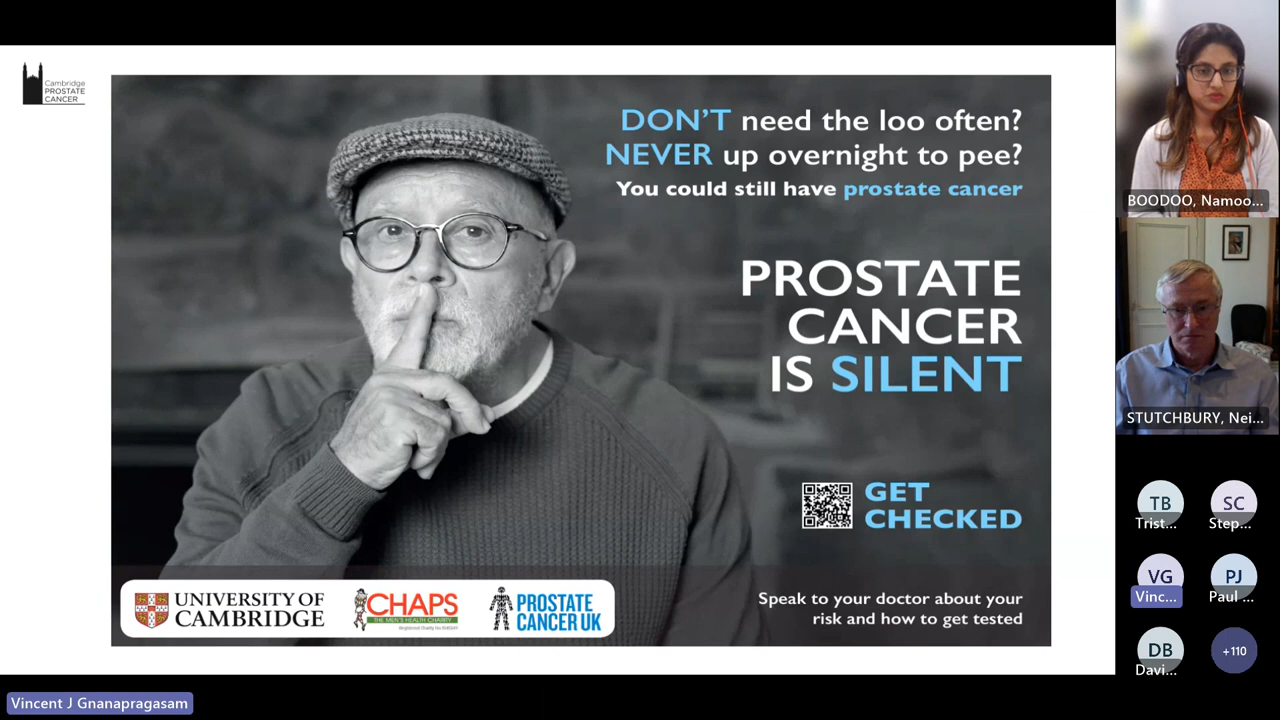 Cambridge
PROSTATE
CANCER
DON'T need the loo often?
NEVER up overnight to pee?
You could still have prostate cancer
PROSTATE
CANCER
IS SILENT
GET
CHECKED
UNIVERSITY OF
CAMBRIDGE
CHAPS
THE MEN'S HEALTH CHARITY
PROSTATE
CANCER UK
Speak to your doctor about your
risk and how to get tested
Vincent J Gnanapragasam
BOODOO, Namoo...
STUTCHBURY, Nei...
TB
Trist...
SC
Step...
VG
Vinc...
PJ
Paul ...
DB
Davi...
+110